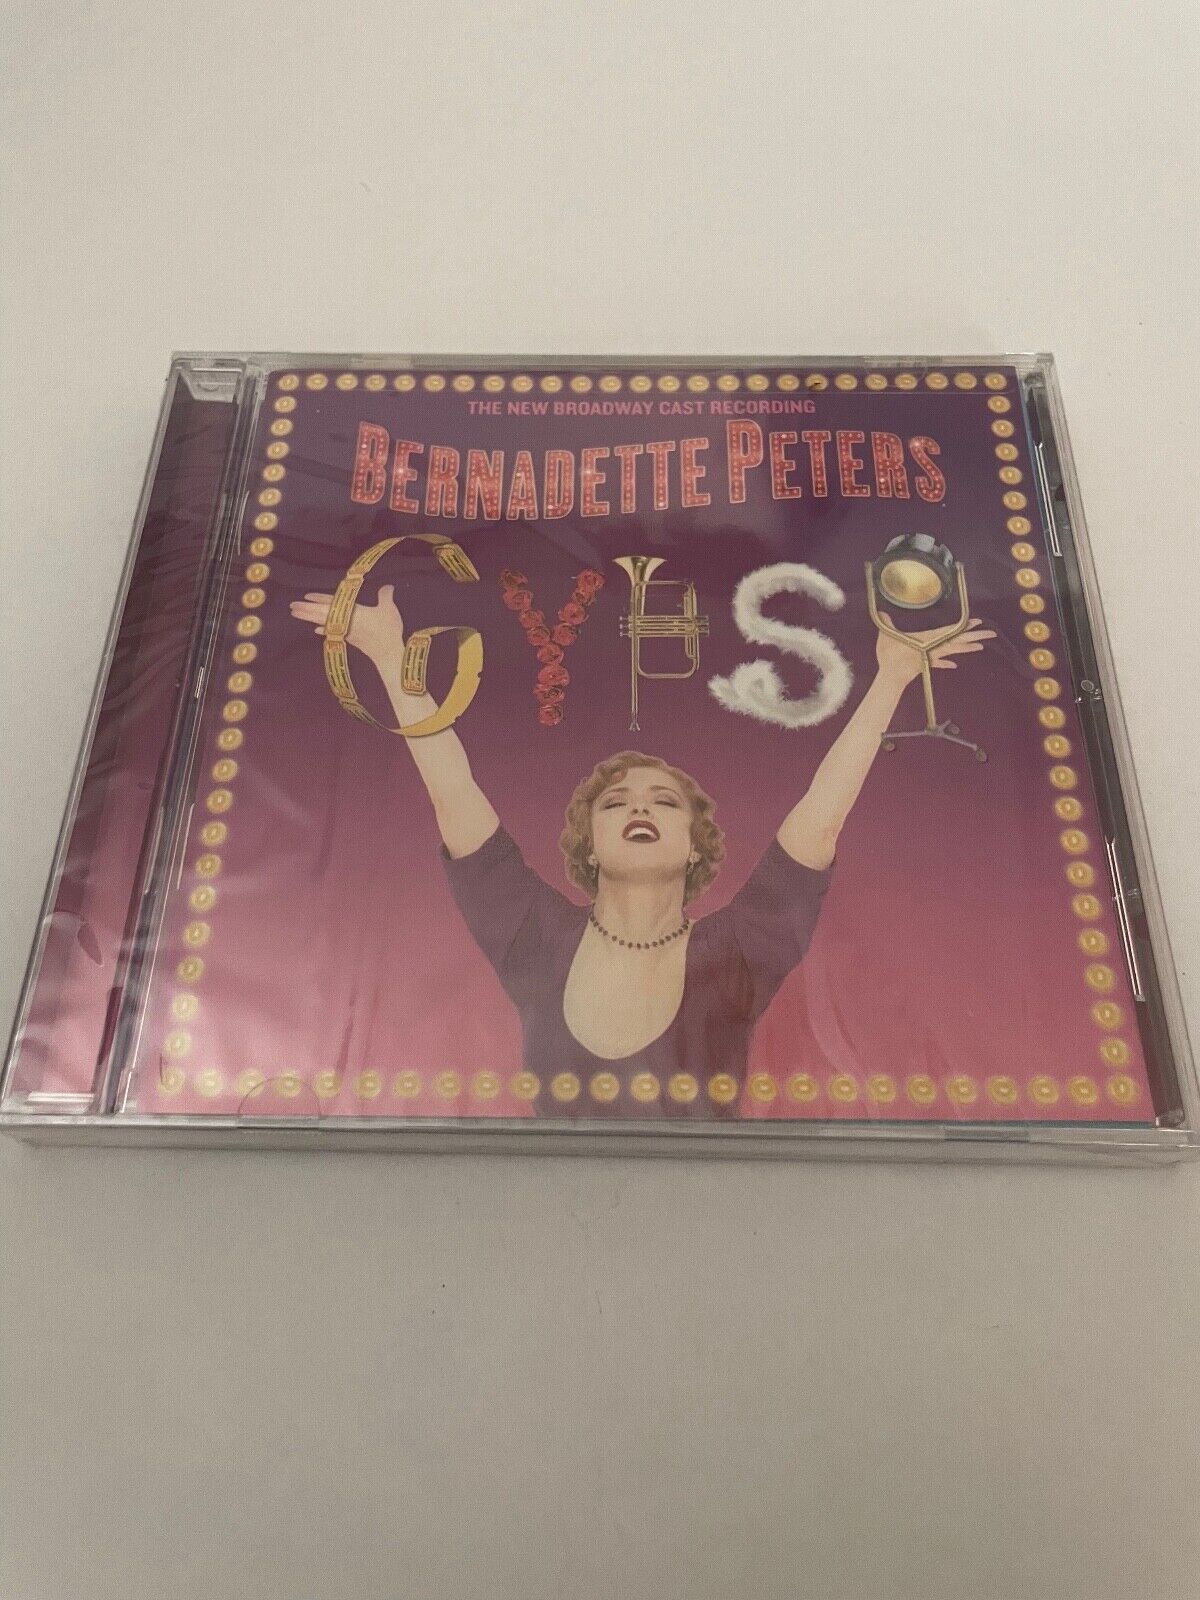 THE NEW BROADWAY CAST RECORDING
BERNADETTE PETERS
GYPSY